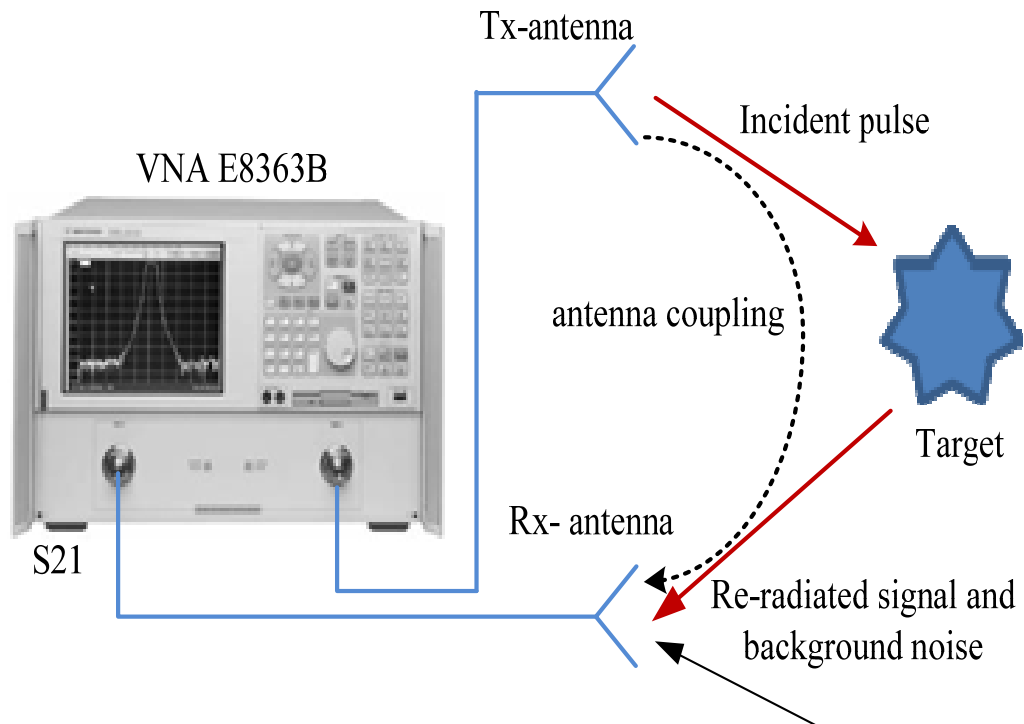 Tx-antenna
Incident pulse
VNA E8363B
antenna coupling
Target
Rx- antenna
S21
Re-radiated signal and
background noise